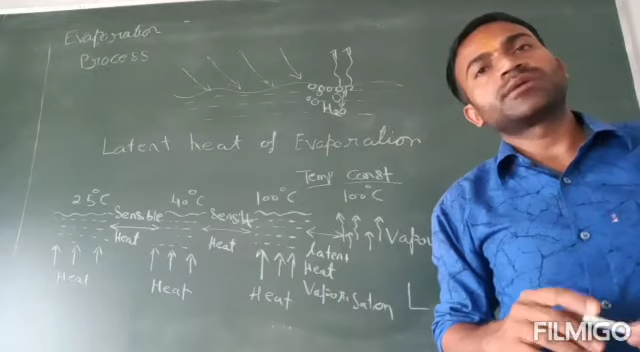 Evaporation
Process
H2O
Latent heat of Evaporation
Temp Const
25°C 40°C 100°C 100°C
Sensible Sensible
Heat Heat
Vapou
Latent
Heat
Heat Heat Heat
Vaporisation
L
FILMIGO